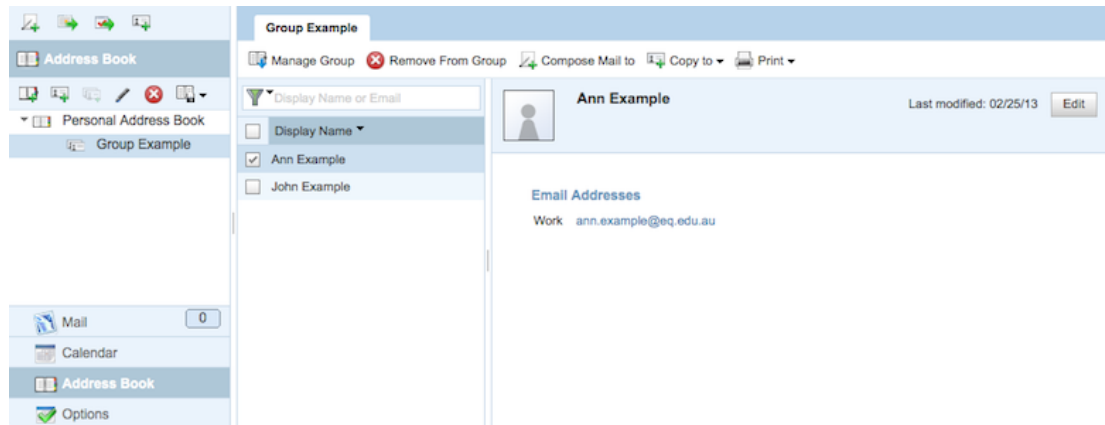 Group Example
Address Book
Manage Group Remove From Group Compose Mail to Copy to Print
Personal Address Book
Group Example
Display Name or Email
Display Name
Ann Example
John Example
Ann Example
Last modified: 02/25/13 Edit
Email Addresses
Work ann.example@eq.edu.au
Mail 0
Calendar
Address Book
Options